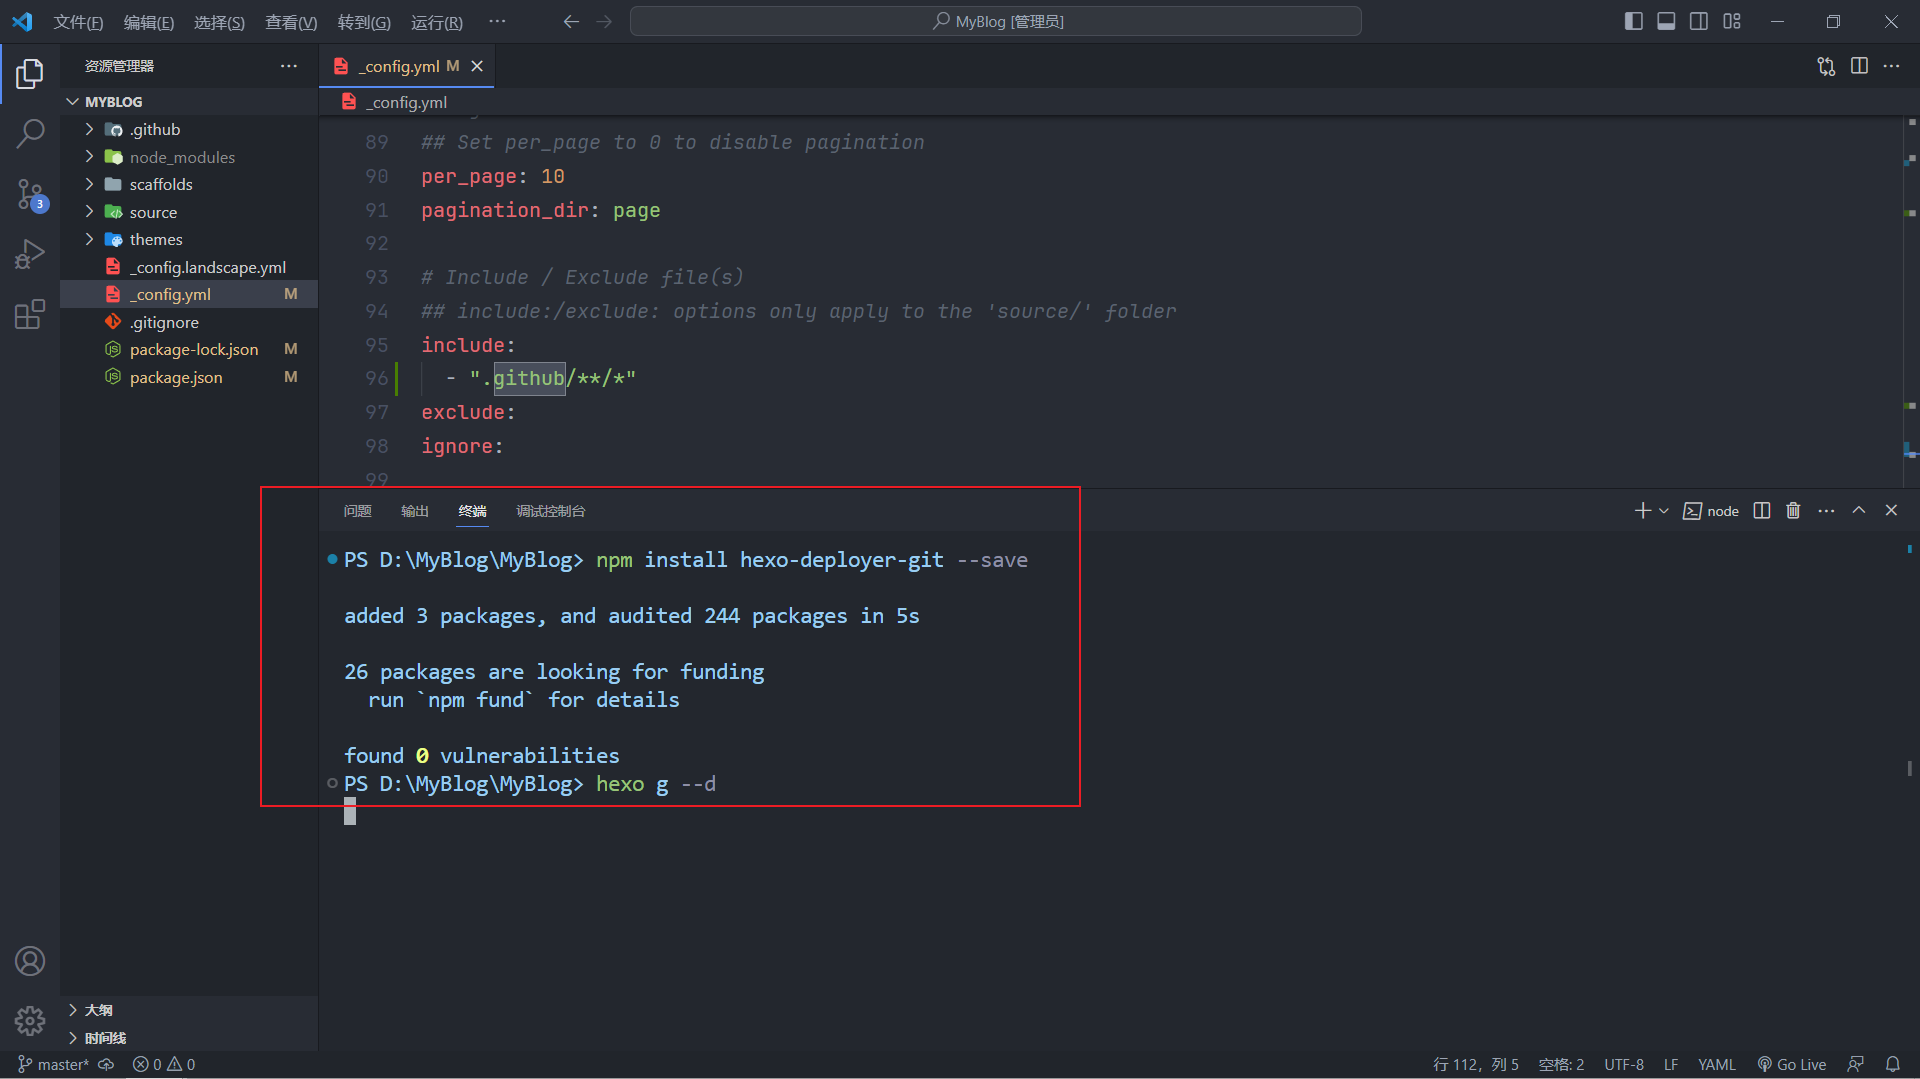 文件(F) 编辑(E) 选择(S) 查看(V) 转到(G) 运行(R) ··· MyBlog [管理员]
资源管理器 ···
_config.yml M
MYBLOG
_config.yml
.github
node_modules
scaffolds
source
themes
_config.landscape.yml
_config.yml M
.gitignore
package-lock.json M
package.json M
3
89 ## Set per_page to 0 to disable pagination
90 per_page: 10
91 pagination_dir: page
92
93 # Include / Exclude file(s)
94 ## include:/exclude: options only apply to the 'source/' folder
95 include:
96 - ".github/**/*"
97 exclude:
98 ignore:
99
问题 输出 终端 调试控制台 node
PS D:\MyBlog\MyBlog> npm install hexo-deployer-git --save
added 3 packages, and audited 244 packages in 5s
26 packages are looking for funding
run `npm fund` for details
found 0 vulnerabilities
PS D:\MyBlog\MyBlog> hexo g --d
大纲
时间线
master* 0 0 行 112，列 5 空格: 2 UTF-8 LF YAML Go Live